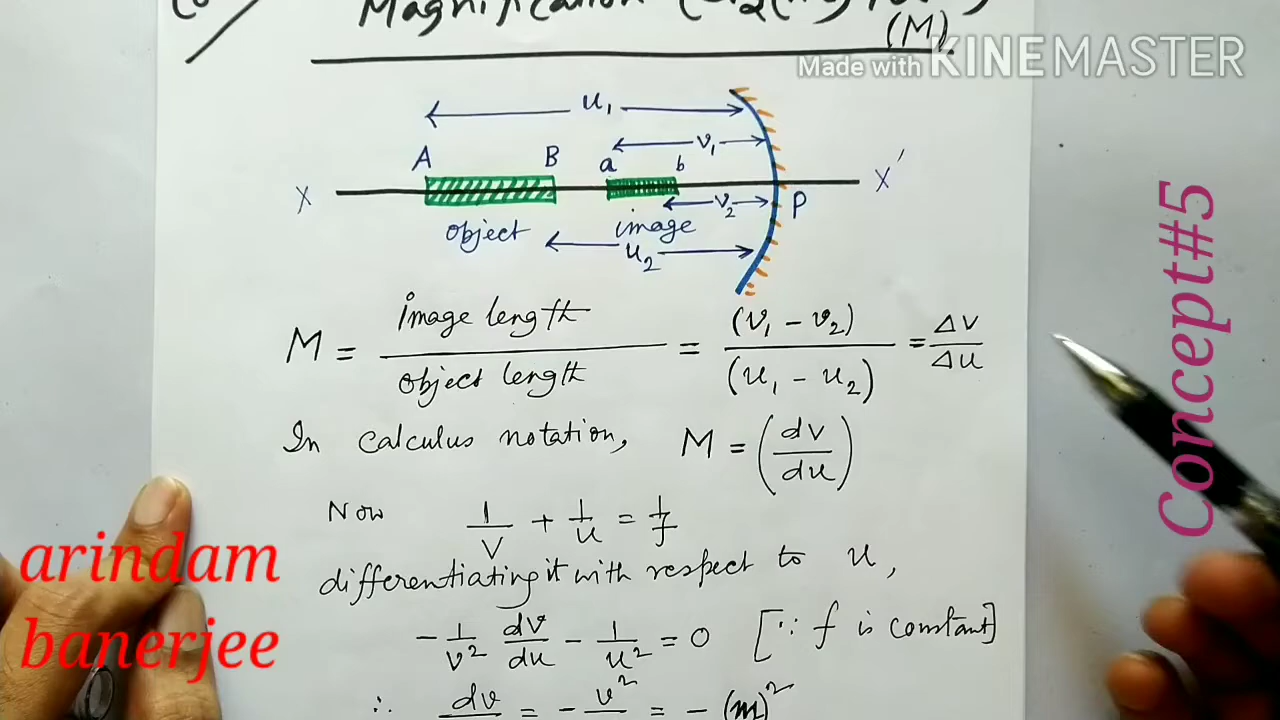 Magnification
(M)
Made with KINEMASTER
u₁
v₁
A B a b
X X'
v₂ P
object image
u₂
M = image length / object length = (v₁ - v₂) / (u₁ - u₂) = Δv / Δu
In calculus notation, M = (dv/du)
Now 1/v + 1/u = 1/f
differentiating it with respect to u,
- 1/v² dv/du - 1/u² = 0 [∵ f is constant]
∴ dv = - v² = - (m)²
Concept#5
arindam
banerjee